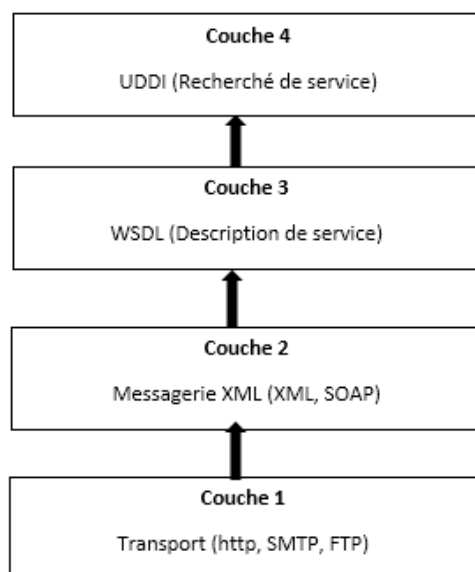 Couche 4
UDDI (Recherché de service)
Couche 3
WSDL (Description de service)
Couche 2
Messagerie XML (XML, SOAP)
Couche 1
Transport (http, SMTP, FTP)